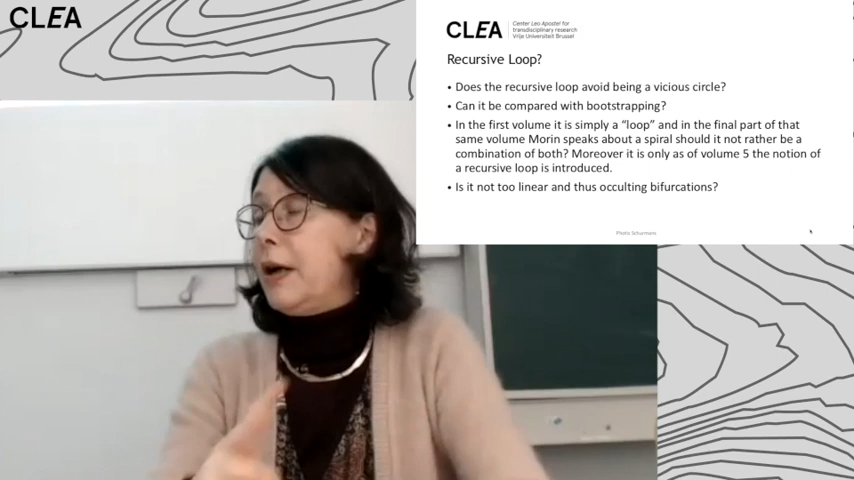 CLEA
CLEA
Center Leo Apostel for
transdisciplinary research
Vrije Universiteit Brussel
Recursive Loop?
• Does the recursive loop avoid being a vicious circle?
• Can it be compared with bootstrapping?
• In the first volume it is simply a “loop” and in the final part of that
same volume Morin speaks about a spiral should it not rather be a
combination of both? Moreover it is only as of volume 5 the notion of
a recursive loop is introduced.
• Is it not too linear and thus occulting bifurcations?